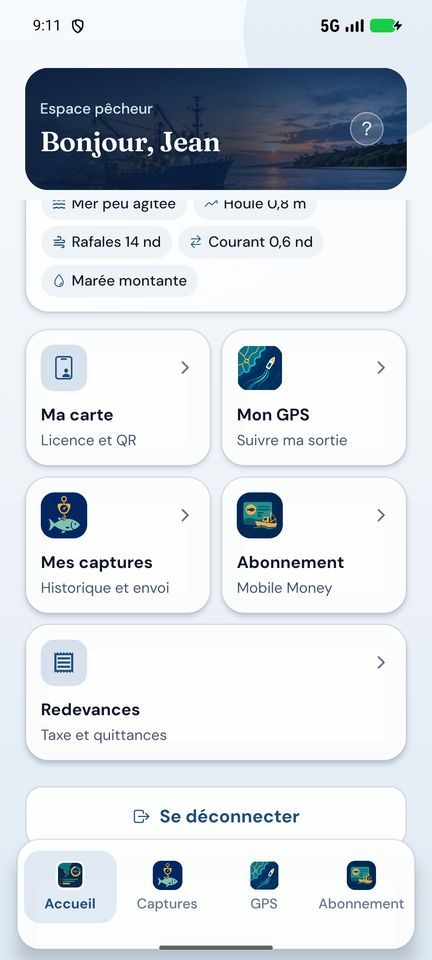 9:11
5G
Espace pêcheur
Bonjour, Jean
?
Mer peu agitée
Houle 0,8 m
Rafales 14 nd
Courant 0,6 nd
Marée montante
Ma carte
Licence et QR
Mon GPS
Suivre ma sortie
Mes captures
Historique et envoi
Abonnement
Mobile Money
Redevances
Taxe et quittances
Se déconnecter
Accueil
Captures
GPS
Abonnement